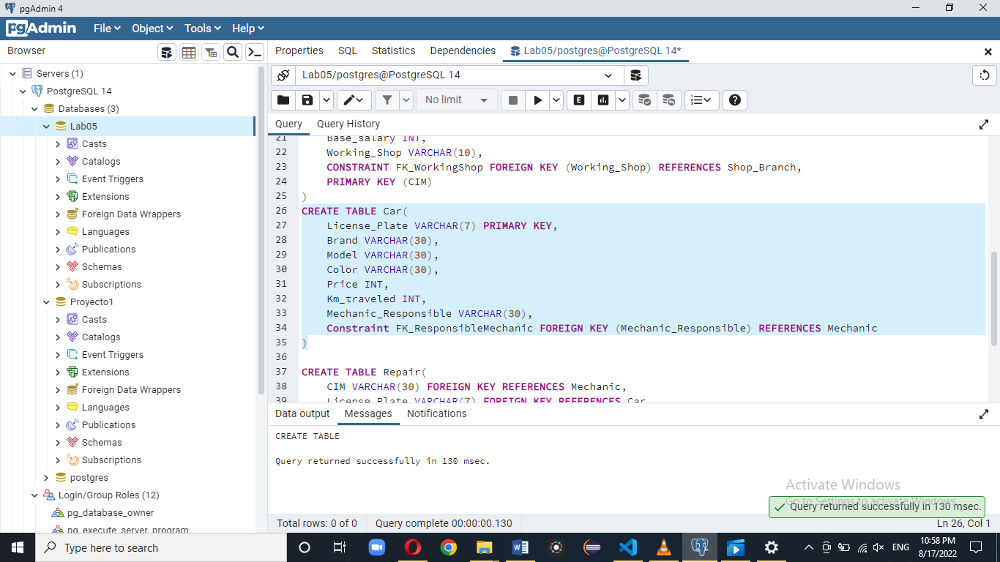 pgAdmin 4
pgAdmin File Object Tools Help
Browser
Properties SQL Statistics Dependencies Lab05/postgres@PostgreSQL 14*
Servers (1)
PostgreSQL 14
Databases (3)
Lab05
Casts
Catalogs
Event Triggers
Extensions
Foreign Data Wrappers
Languages
Publications
Schemas
Subscriptions
Proyecto1
Casts
Catalogs
Event Triggers
Extensions
Foreign Data Wrappers
Languages
Publications
Schemas
Subscriptions
postgres
Login/Group Roles (12)
pg_database_owner
pg_execute_server_program
Lab05/postgres@PostgreSQL 14
No limit
E
Query Query History
21 Base_salary INT,
22 Working_Shop VARCHAR(10),
23 CONSTRAINT FK_WorkingShop FOREIGN KEY (Working_Shop) REFERENCES Shop_Branch,
24 PRIMARY KEY (CIM)
25 )
26 CREATE TABLE Car(
27 License_Plate VARCHAR(7) PRIMARY KEY,
28 Brand VARCHAR(30),
29 Model VARCHAR(30),
30 Color VARCHAR(30),
31 Price INT,
32 Km_traveled INT,
33 Mechanic_Responsible VARCHAR(30),
34 Constraint FK_ResponsibleMechanic FOREIGN KEY (Mechanic_Responsible) REFERENCES Mechanic
35 )
36
37 CREATE TABLE Repair(
38 CIM VARCHAR(30) FOREIGN KEY REFERENCES Mechanic,
39 License_Plate VARCHAR(7) FOREIGN KEY REFERENCES Car
Data output Messages Notifications
CREATE TABLE
Query returned successfully in 130 msec.
Activate Windows
Go to Settings to activate Windows.
Query returned successfully in 130 msec.
Total rows: 0 of 0 Query complete 00:00:00.130 Ln 26, Col 1
Type here to search
ENG
10:58 PM
8/17/2022